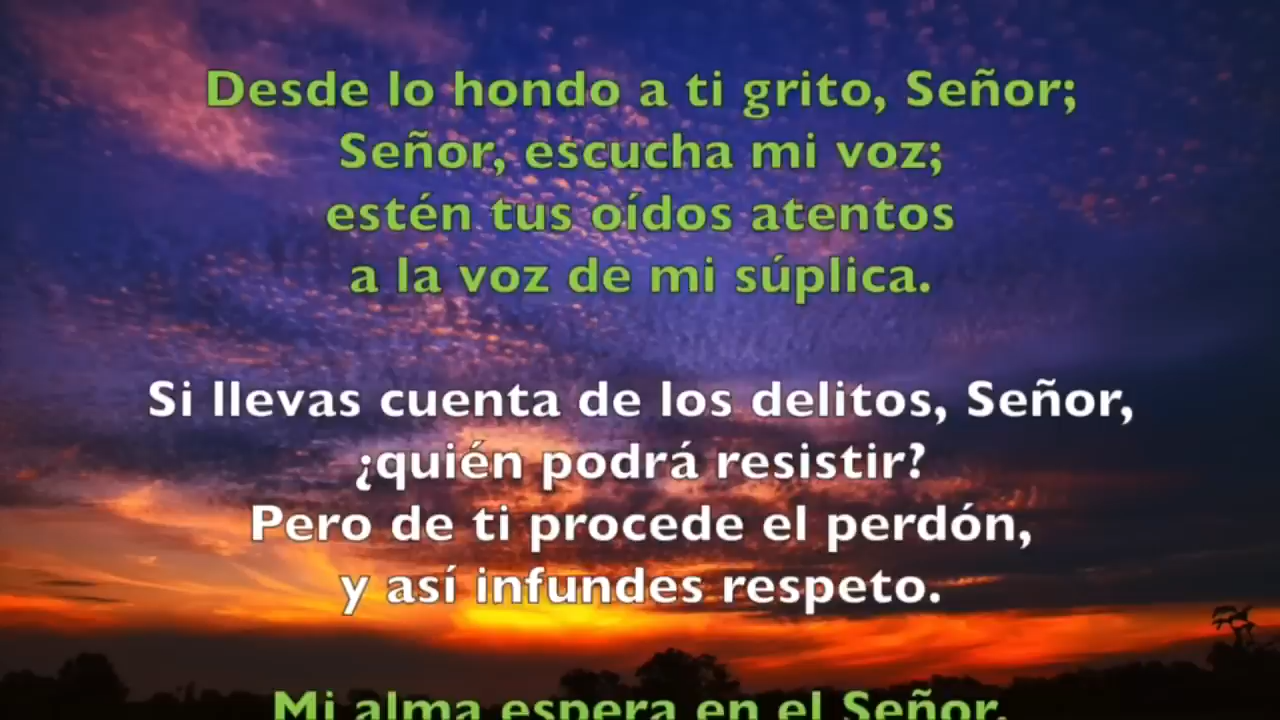 Desde lo hondo a ti grito, Señor;
Señor, escucha mi voz;
estén tus oídos atentos
a la voz de mi súplica.
Si llevas cuenta de los delitos, Señor,
¿quién podrá resistir?
Pero de ti procede el perdón,
y así infundes respeto.
Mi alma espera en el Señor,